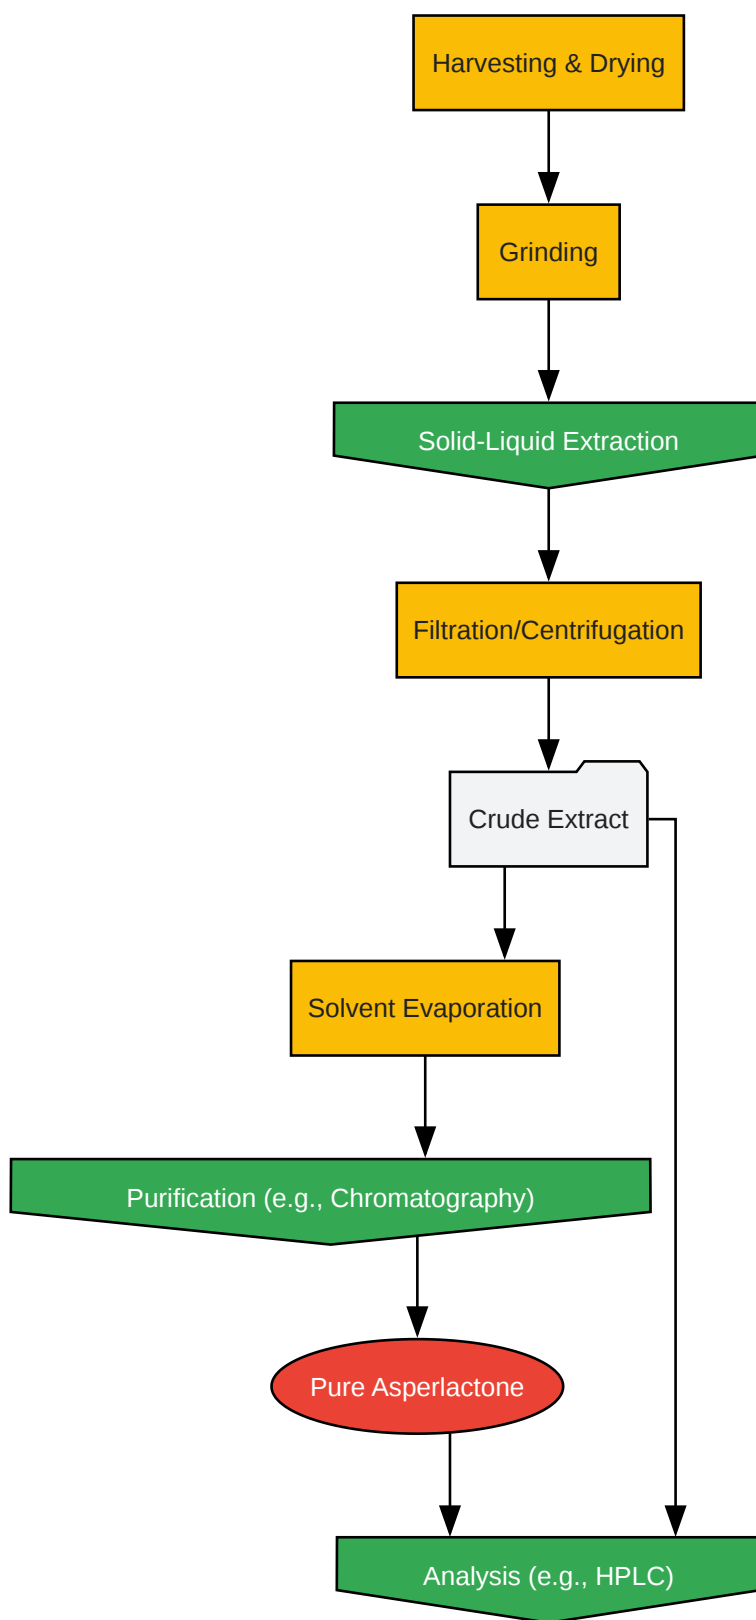 Harvesting & Drying
Grinding
Solid-Liquid Extraction
Filtration/Centrifugation
Crude Extract
Solvent Evaporation
Purification (e.g., Chromatography)
Pure Asperlactone
Analysis (e.g., HPLC)